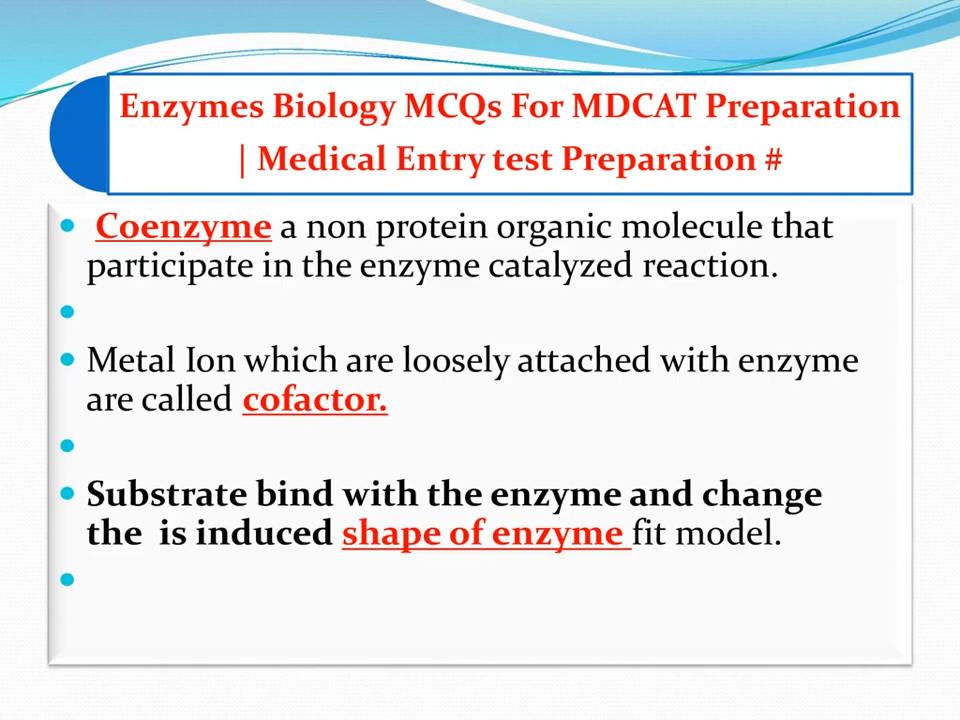 Enzymes Biology MCQs For MDCAT Preparation
| Medical Entry test Preparation #
Coenzyme a non protein organic molecule that
participate in the enzyme catalyzed reaction.
Metal Ion which are loosely attached with enzyme
are called cofactor.
Substrate bind with the enzyme and change
the is induced shape of enzyme fit model.